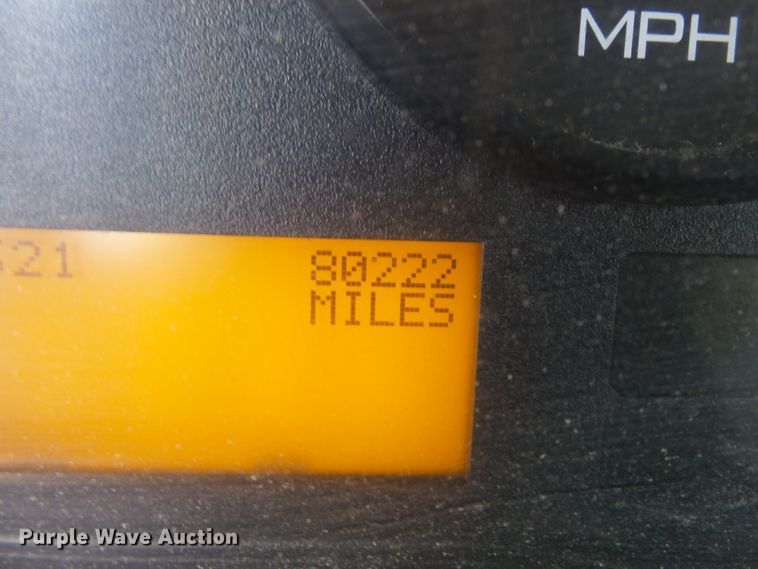 MPH
80222
MILES
Purple Wave Auction